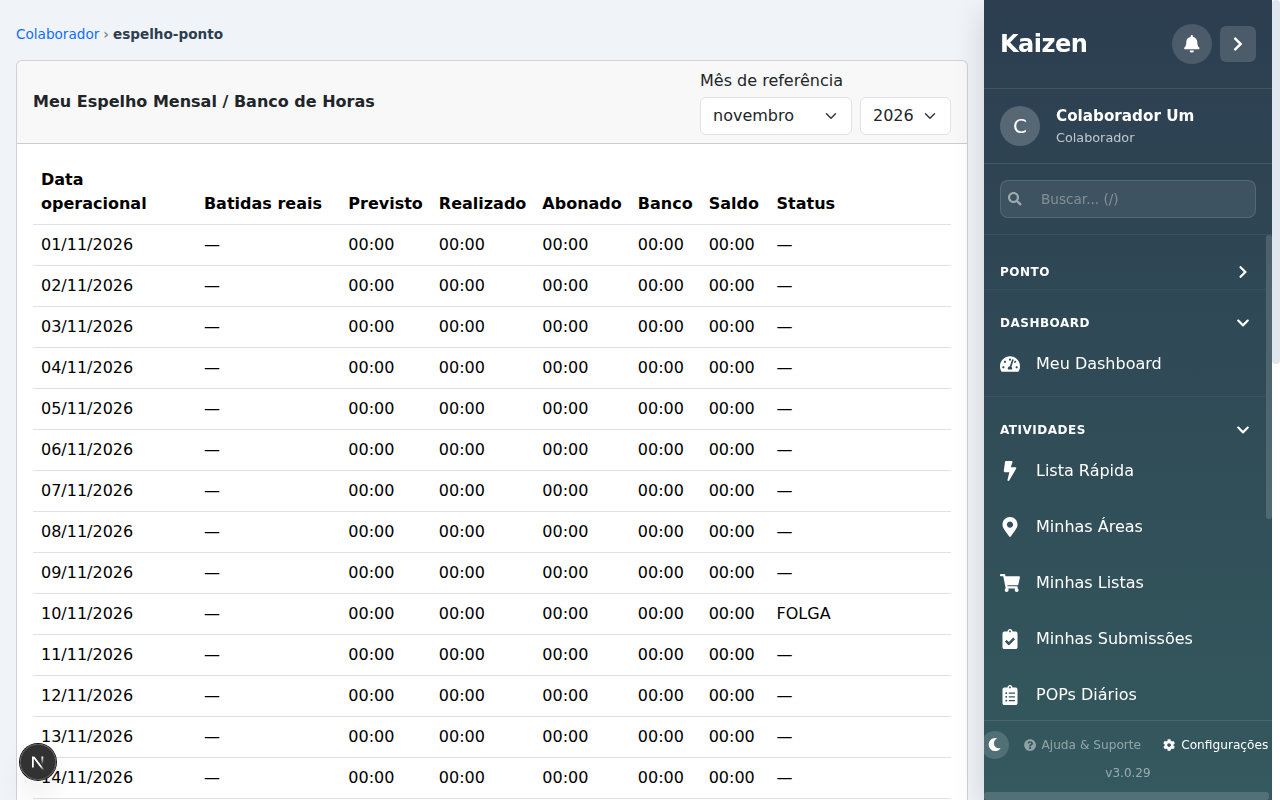 Colaborador › espelho-ponto
Meu Espelho Mensal / Banco de Horas
Mês de referência
novembro 2026
Data operacional Batidas reais Previsto Realizado Abonado Banco Saldo Status
01/11/2026 — 00:00 00:00 00:00 00:00 00:00 —
02/11/2026 — 00:00 00:00 00:00 00:00 00:00 —
03/11/2026 — 00:00 00:00 00:00 00:00 00:00 —
04/11/2026 — 00:00 00:00 00:00 00:00 00:00 —
05/11/2026 — 00:00 00:00 00:00 00:00 00:00 —
06/11/2026 — 00:00 00:00 00:00 00:00 00:00 —
07/11/2026 — 00:00 00:00 00:00 00:00 00:00 —
08/11/2026 — 00:00 00:00 00:00 00:00 00:00 —
09/11/2026 — 00:00 00:00 00:00 00:00 00:00 —
10/11/2026 — 00:00 00:00 00:00 00:00 00:00 FOLGA
11/11/2026 — 00:00 00:00 00:00 00:00 00:00 —
12/11/2026 — 00:00 00:00 00:00 00:00 00:00 —
13/11/2026 — 00:00 00:00 00:00 00:00 00:00 —
14/11/2026 — 00:00 00:00 00:00 00:00 00:00 —
N
Kaizen
C
Colaborador Um
Colaborador
Buscar... (/)
PONTO
DASHBOARD
Meu Dashboard
ATIVIDADES
Lista Rápida
Minhas Áreas
Minhas Listas
Minhas Submissões
POPs Diários
Ajuda & Suporte Configurações
v3.0.29